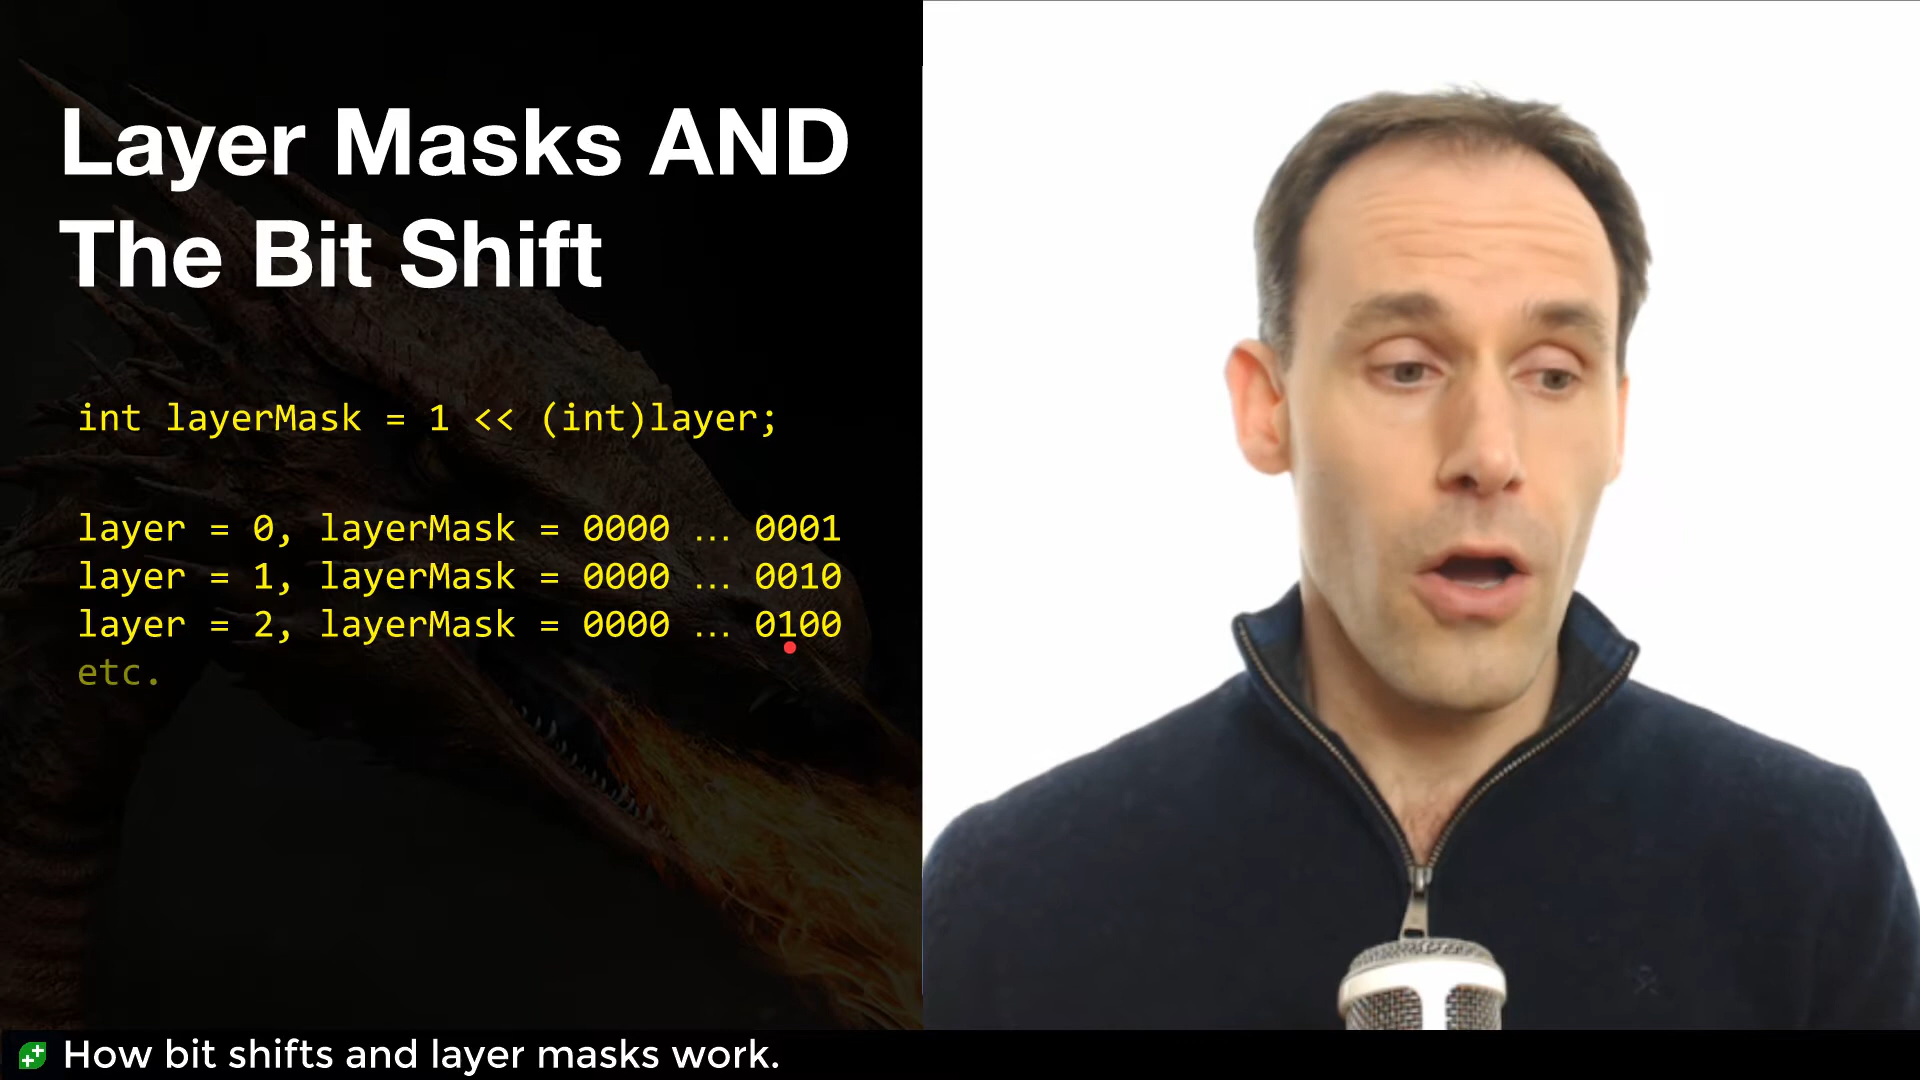 Layer Masks AND
The Bit Shift
int layerMask = 1 << (int)layer;
layer = 0, layerMask = 0000 … 0001
layer = 1, layerMask = 0000 … 0010
layer = 2, layerMask = 0000 … 0100
etc.
How bit shifts and layer masks work.